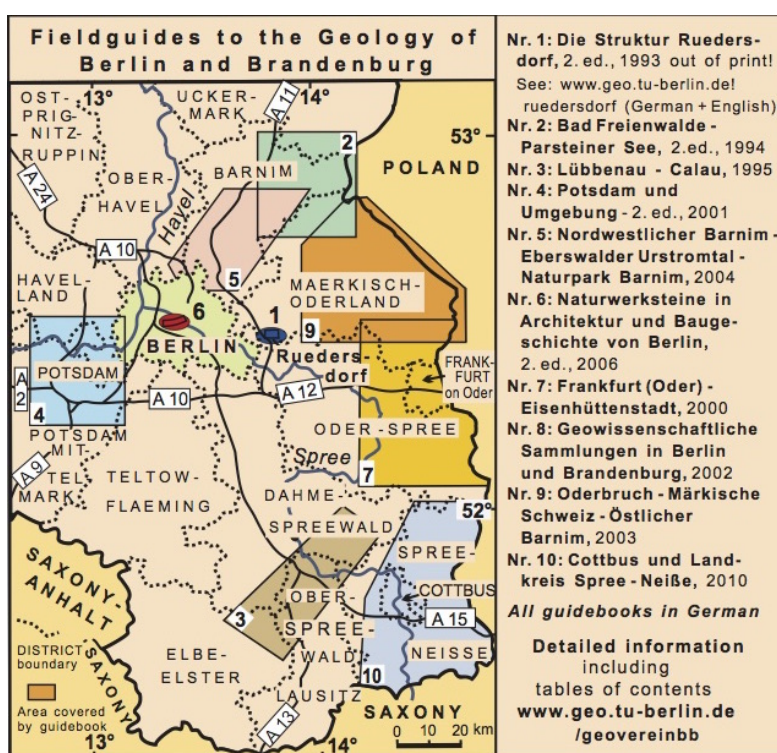 Fieldguides to the Geology of
Berlin and Brandenburg
13°
14°
53°
OST-
PRIG-
NITZ-
RUPPIN
UCKER-
MARK
A 11
2
POLAND
BARNIM
OBER-
HAVEL
Havel
A 24
A 10
5
HAVEL-
LAND
MAERKISCH-
ODERLAND
6
1
9
BERLIN
Rueders-
dorf
FRANK-
FURT
on Oder
POTSDAM
A
2
4
A 10
A 12
POTSDAM
MIT-
TEL
MARK
A 9
ODER-SPREE
Spree
7
TELTOW-
FLAEMING
DAHME-
SPREEWALD
52°
SPREE-
SAXONY-
ANHALT
COTTBUS
3
OBER-
SPREE-
WALD
LAUSITZ
A 15
NEISSE
10
ELBE-
ELSTER
DISTRICT
boundary
SAXONY
Area covered
by guidebook
A 13
SAXONY
0 10 20 km
13°
14°
Nr. 1: Die Struktur Rueders-
dorf, 2. ed., 1993 out of print!
See: www.geo.tu-berlin.de!
ruedersdorf (German + English)
Nr. 2: Bad Freienwalde -
Parsteiner See, 2.ed., 1994
Nr. 3: Lübbenau - Calau, 1995
Nr. 4: Potsdam und
Umgebung - 2. ed., 2001
Nr. 5: Nordwestlicher Barnim -
Eberswalder Urstromtal -
Naturpark Barnim, 2004
Nr. 6: Naturwerksteine in
Architektur und Bauge-
schichte von Berlin,
2. ed., 2006
Nr. 7: Frankfurt (Oder) -
Eisenhüttenstadt, 2000
Nr. 8: Geowissenschaftliche
Sammlungen in Berlin
und Brandenburg, 2002
Nr. 9: Oderbruch - Märkische
Schweiz - Östlicher
Barnim, 2003
Nr. 10: Cottbus und Land-
kreis Spree - Neiße, 2010
All guidebooks in German
Detailed information
including
tables of contents
www.geo.tu-berlin.de
/geovereinbb